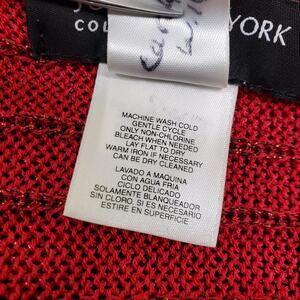 YORK
MACHINE WASH COLD
GENTLE CYCLE
ONLY NON-CHLORINE
BLEACH WHEN NEEDED
LAY FLAT TO DRY
WARM IRON IF NECESSARY
CAN BE DRY CLEANED
LAVADO A MAQUINA
CON AGUA FRIA
CICLO DELICADO
SOLAMENTE BLANQUEADOR
SIN CLORO, SI ES NECESARIO
ESTIRE EN SUPERFICIE